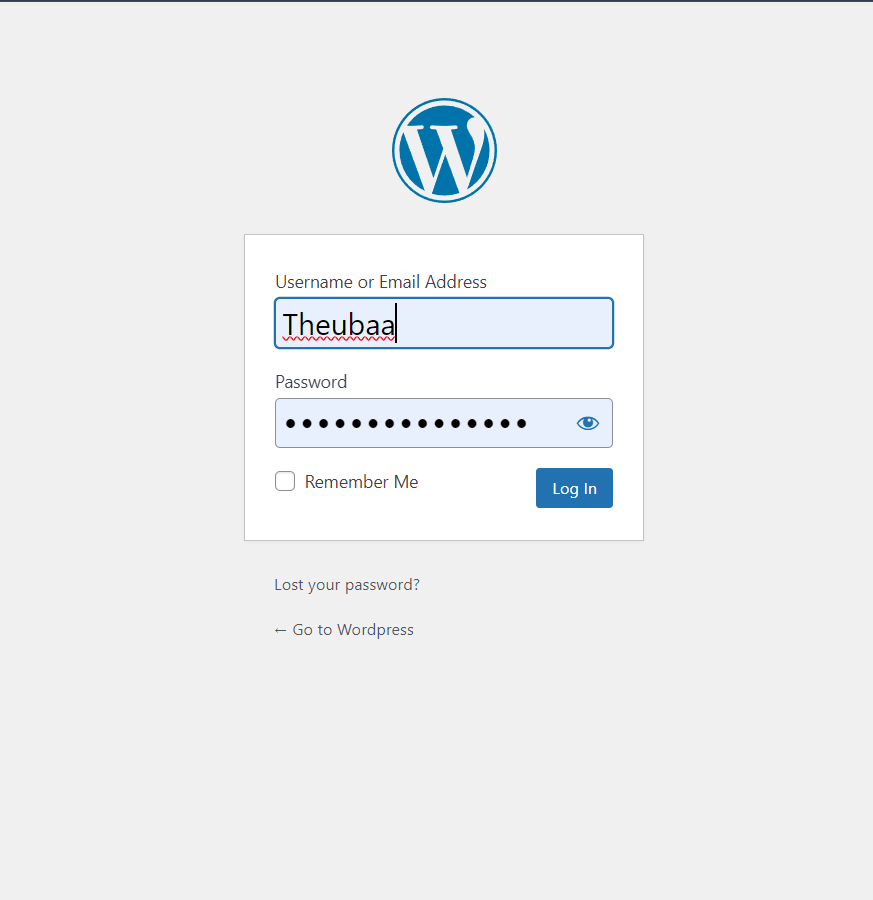 Username or Email Address
Theubaa
Password
Remember Me
Log In
Lost your password?
← Go to Wordpress